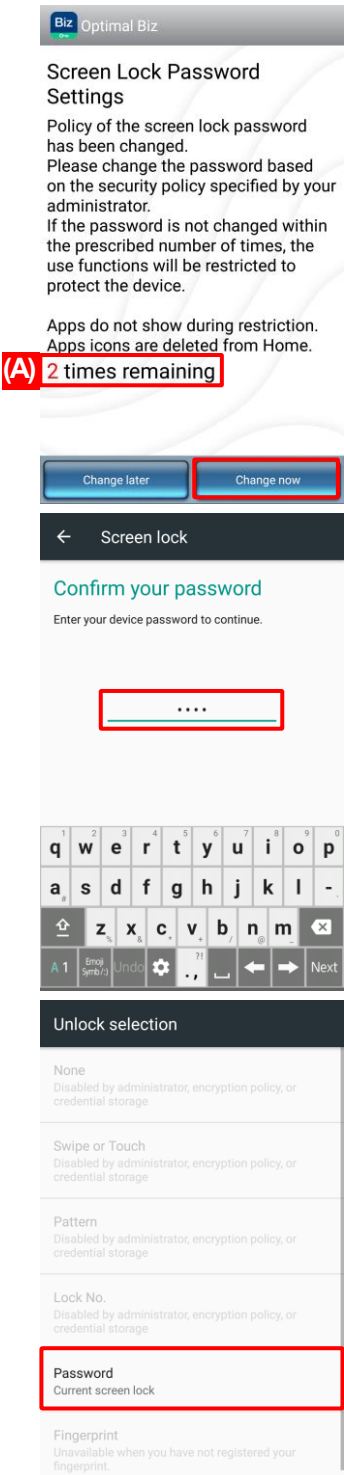 Biz
One
Optimal Biz
Screen Lock Password
Settings
Policy of the screen lock password
has been changed.
Please change the password based
on the security policy specified by your
administrator.
If the password is not changed within
the prescribed number of times, the
use functions will be restricted to
protect the device.
Apps do not show during restriction.
Apps icons are deleted from Home.
(A) 2 times remaining
Change later Change now
← Screen lock
Confirm your password
Enter your device password to continue.
••••
1 2 3 4 5 6 7 8 9 0
q w e r t y u i o p
a s d f g h j k l -
# .
z x c v b n m
% & * + / @ _
A 1 Emoji Symb/:) Undo ?! ., Next
Unlock selection
None
Disabled by administrator, encryption policy, or
credential storage
Swipe or Touch
Disabled by administrator, encryption policy, or
credential storage
Pattern
Disabled by administrator, encryption policy, or
credential storage
Lock No.
Disabled by administrator, encryption policy, or
credential storage
Password
Current screen lock
Fingerprint
Unavailable when you have not registered your
fingerprint.